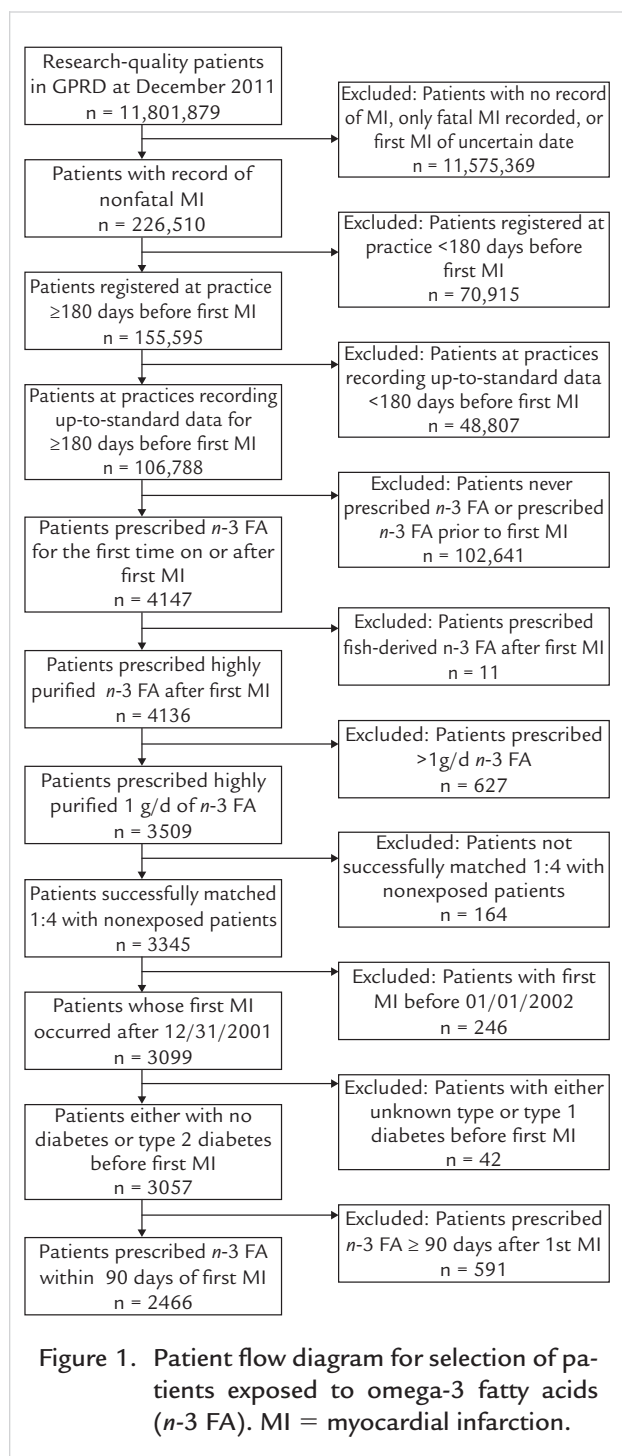 Research-quality patients
in GPRD at December 2011
n = 11,801,879
Excluded: Patients with no record
of MI, only fatal MI recorded, or
first MI of uncertain date
n = 11,575,369
Patients with record of
nonfatal MI
n = 226,510
Excluded: Patients registered at
practice <180 days before
first MI
n = 70,915
Patients registered at practice
≥180 days before first MI
n = 155,595
Excluded: Patients at practices
recording up-to-standard data
<180 days before first MI
n = 48,807
Patients at practices recording
up-to-standard data for
≥180 days before first MI
n = 106,788
Excluded: Patients never
prescribed n-3 FA or prescribed
n-3 FA prior to first MI
n = 102,641
Patients prescribed n-3 FA
for the first time on or after
first MI
n = 4147
Excluded: Patients prescribed
fish-derived n-3 FA after first MI
n = 11
Patients prescribed highly
purified n-3 FA after first MI
n = 4136
Excluded: Patients prescribed
>1g/d n-3 FA
n = 627
Patients prescribed highly
purified 1 g/d of n-3 FA
n = 3509
Excluded: Patients not
successfully matched 1:4 with
nonexposed patients
n = 164
Patients successfully matched
1:4 with nonexposed patients
n = 3345
Excluded: Patients with first
MI before 01/01/2002
n = 246
Patients whose first MI
occurred after 12/31/2001
n = 3099
Excluded: Patients with either
unknown type or type 1
diabetes before first MI
n = 42
Patients either with no
diabetes or type 2 diabetes
before first MI
n = 3057
Excluded: Patients prescribed
n-3 FA ≥ 90 days after 1st MI
n = 591
Patients prescribed n-3 FA
within 90 days of first MI
n = 2466
Figure 1. Patient flow diagram for selection of pa-
tients exposed to omega-3 fatty acids
(n-3 FA). MI = myocardial infarction.